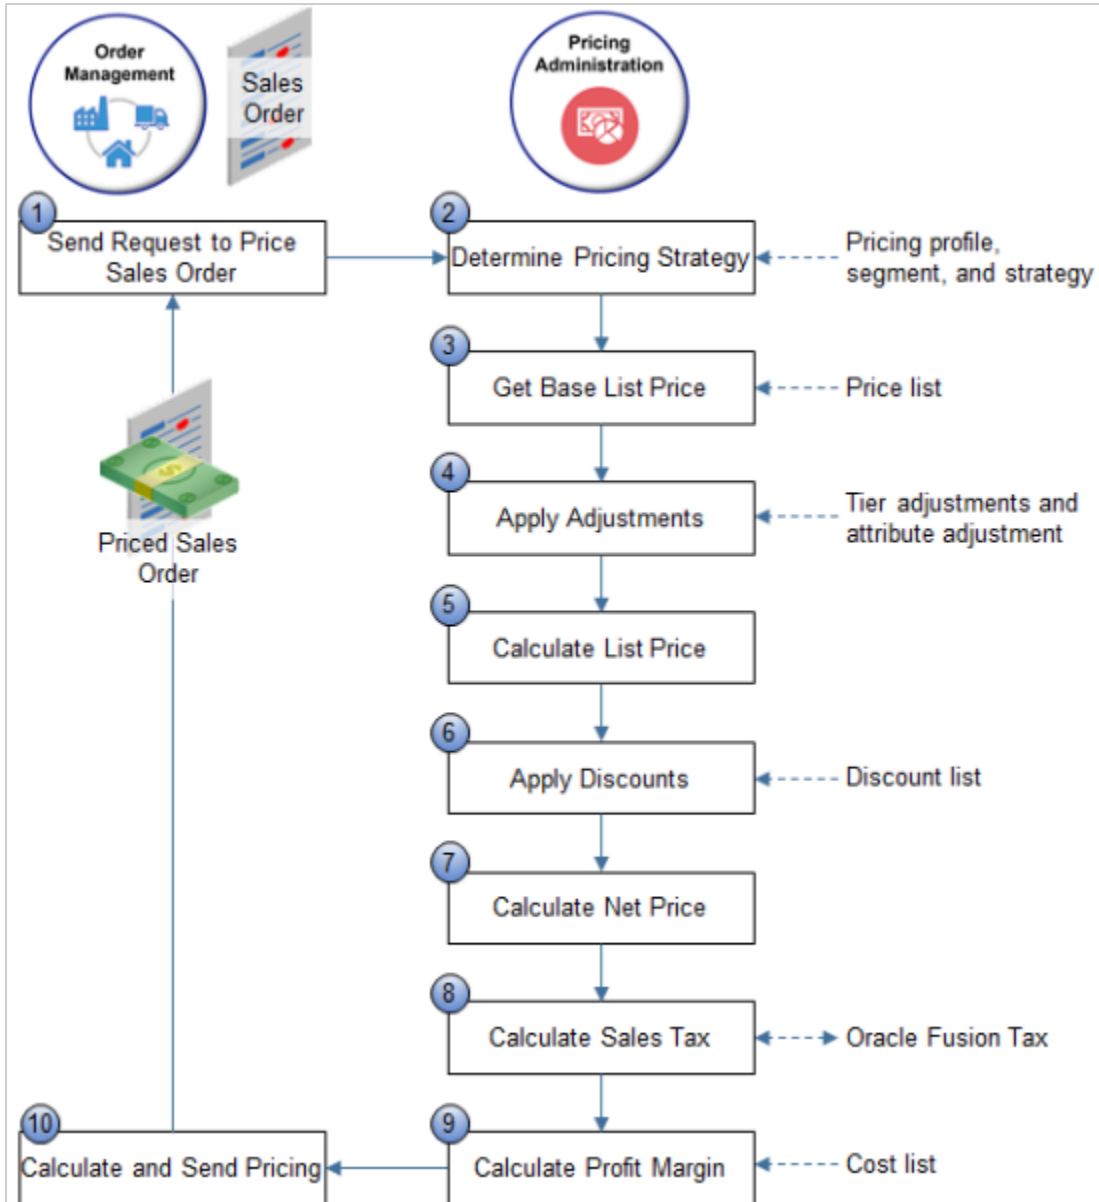 Order
Management
Sales
Order
Pricing
Administration
1
Send Request to Price
Sales Order
2
Determine Pricing Strategy
Pricing profile,
segment, and strategy
3
Get Base List Price
Price list
4
Apply Adjustments
Tier adjustments and
attribute adjustment
$
Priced Sales
Order
5
Calculate List Price
6
Apply Discounts
Discount list
7
Calculate Net Price
8
Calculate Sales Tax
Oracle Fusion Tax
10
Calculate and Send Pricing
9
Calculate Profit Margin
Cost list